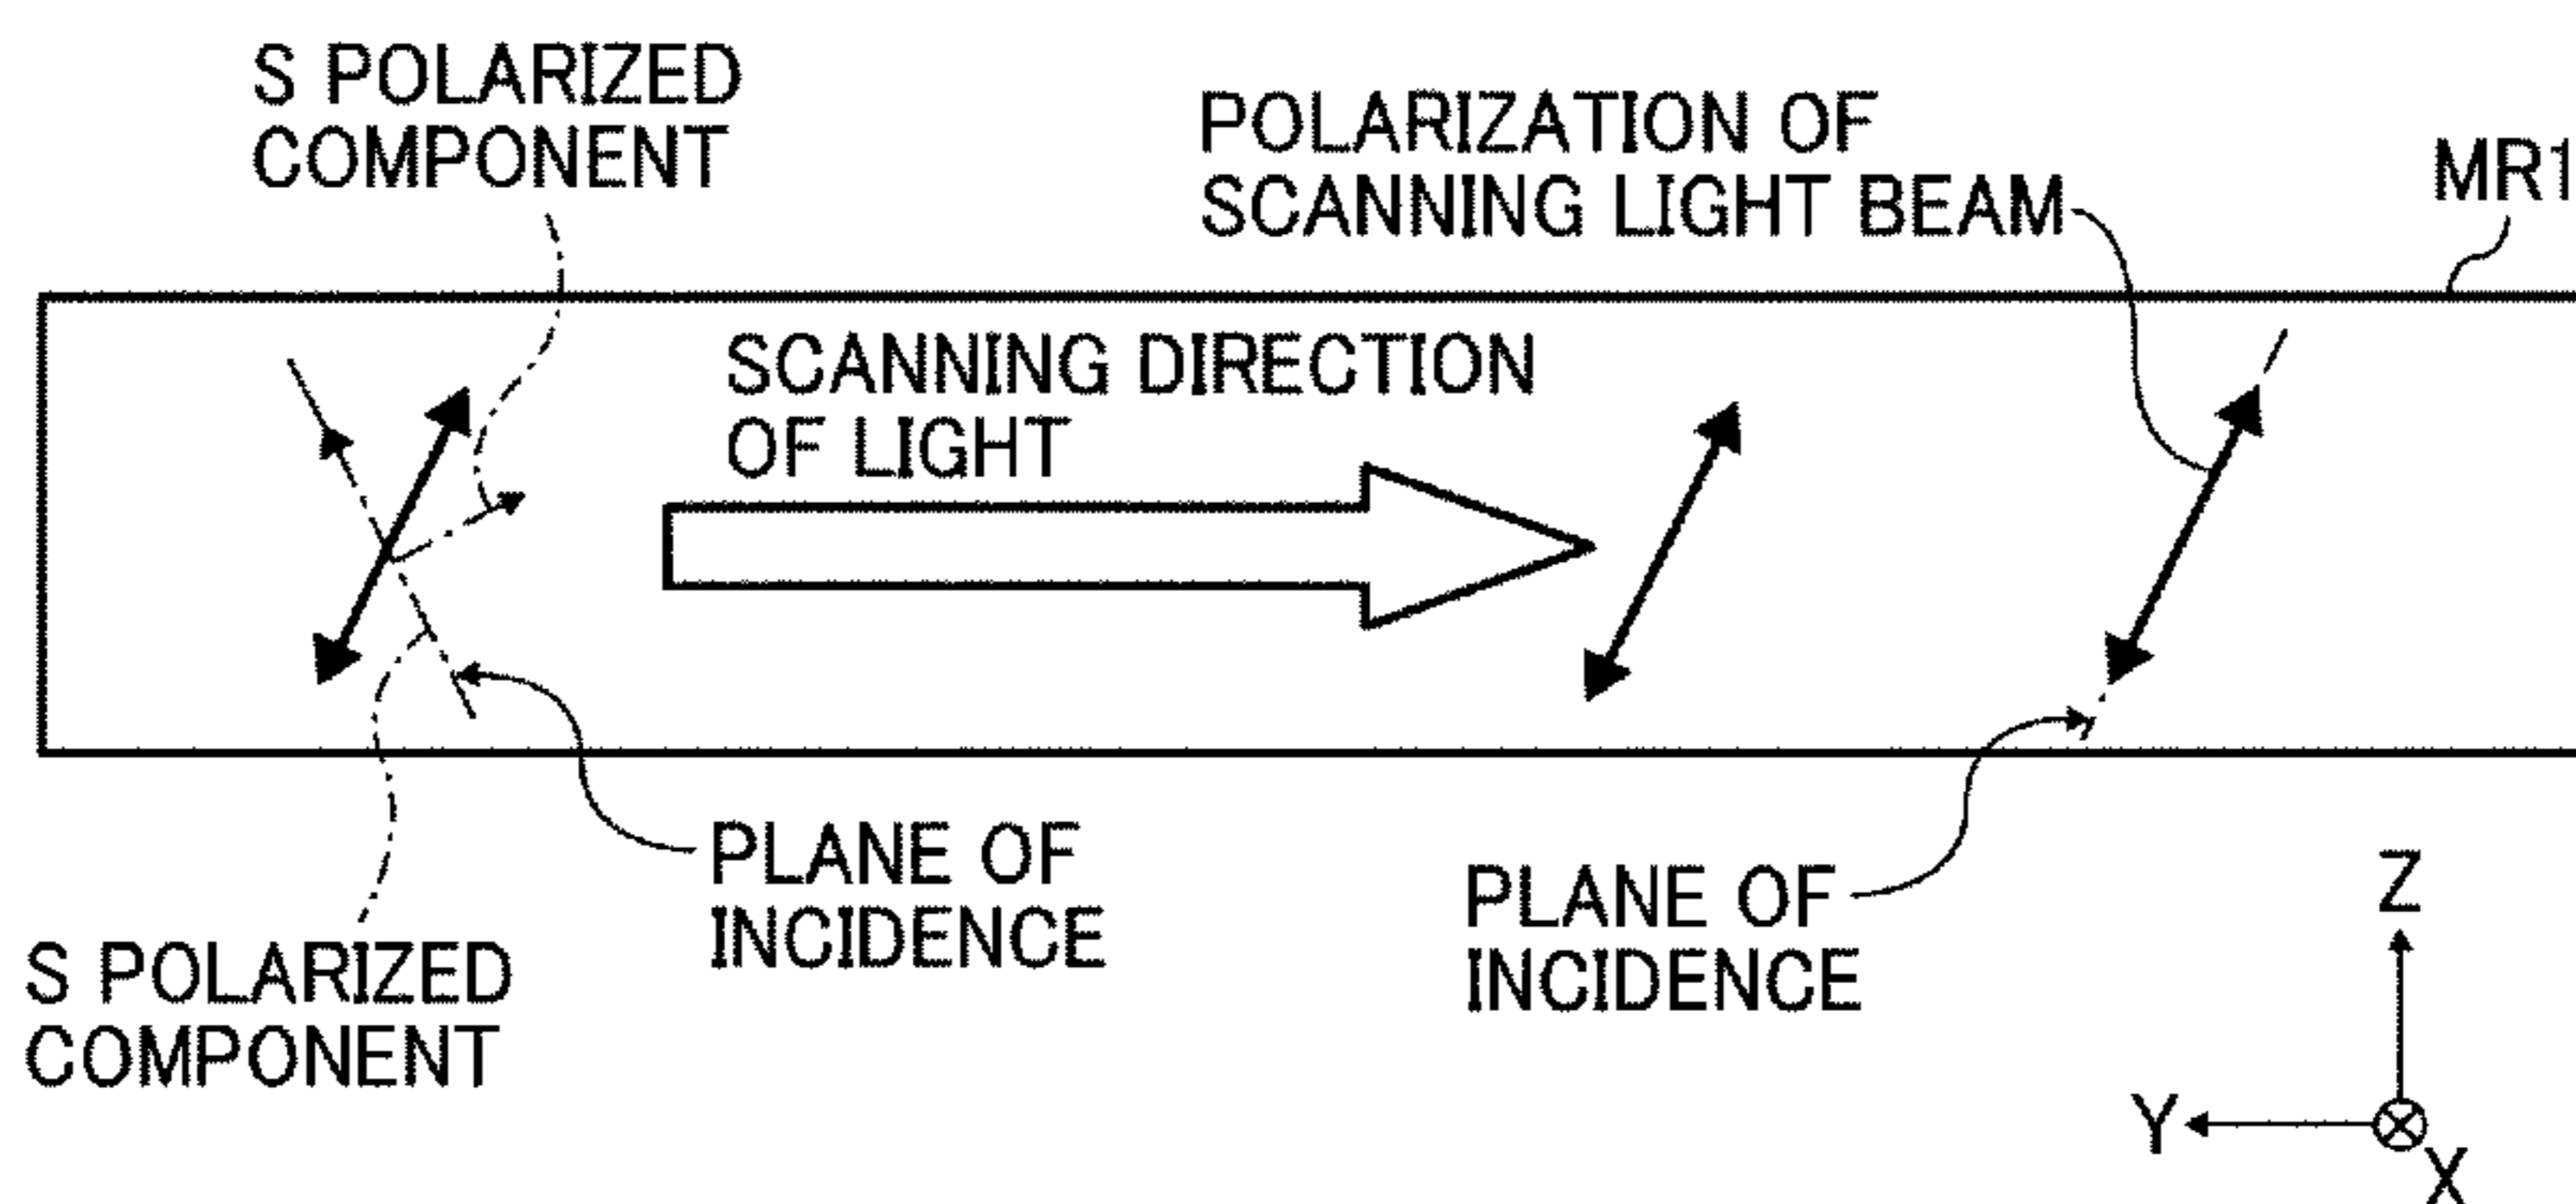 S POLARIZED
COMPONENT
POLARIZATION OF
SCANNING LIGHT BEAM
MR1
SCANNING DIRECTION
OF LIGHT
PLANE OF
INCIDENCE
PLANE OF
INCIDENCE
S POLARIZED
COMPONENT
Z
Y
X